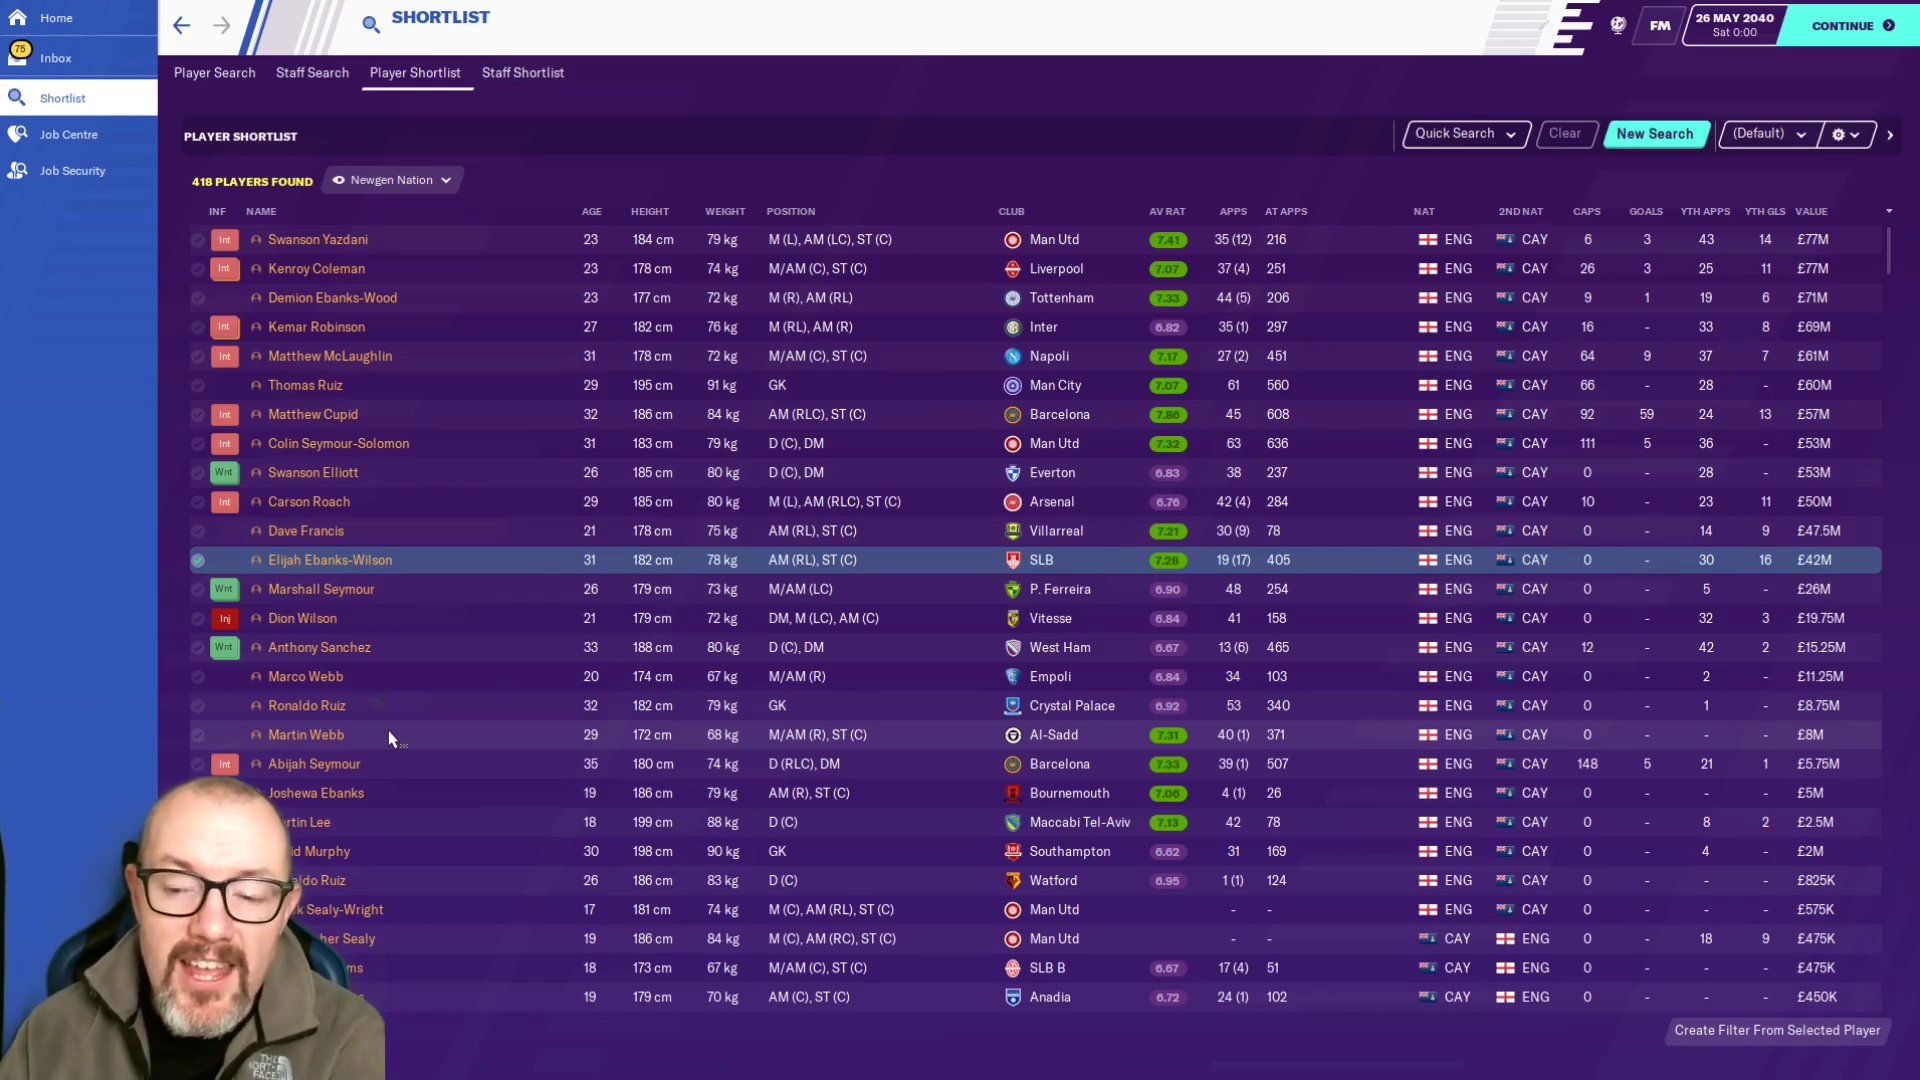 Home
SHORTLIST
FM
26 MAY 2040
Sat 0:00
CONTINUE
75
Inbox
Shortlist
Job Centre
Job Security
Player Search Staff Search Player Shortlist Staff Shortlist
PLAYER SHORTLIST
Quick Search Clear New Search (Default)
418 PLAYERS FOUND Newgen Nation
INF NAME AGE HEIGHT WEIGHT POSITION CLUB AV RAT APPS AT APPS NAT 2ND NAT CAPS GOALS YTH APPS YTH GLS VALUE
Int Swanson Yazdani 23 184 cm 79 kg M (L), AM (LC), ST (C) Man Utd 7.41 35 (12) 216 ENG CAY 6 3 43 14 £77M
Int Kenroy Coleman 23 178 cm 74 kg M/AM (C), ST (C) Liverpool 7.07 37 (4) 251 ENG CAY 26 3 25 11 £77M
Demion Ebanks-Wood 23 177 cm 72 kg M (R), AM (RL) Tottenham 7.33 44 (5) 206 ENG CAY 9 1 19 6 £71M
Int Kemar Robinson 27 182 cm 76 kg M (RL), AM (R) Inter 6.82 35 (1) 297 ENG CAY 16 - 33 8 £69M
Int Matthew McLaughlin 31 178 cm 72 kg M/AM (C), ST (C) Napoli 7.17 27 (2) 451 ENG CAY 64 9 37 7 £61M
Thomas Ruiz 29 195 cm 91 kg GK Man City 7.07 61 560 ENG CAY 66 - 28 - £60M
Int Matthew Cupid 32 186 cm 84 kg AM (RLC), ST (C) Barcelona 7.86 45 608 ENG CAY 92 59 24 13 £57M
Int Colin Seymour-Solomon 31 183 cm 79 kg D (C), DM Man Utd 7.32 63 636 ENG CAY 111 5 36 - £53M
Wnt Swanson Elliott 26 185 cm 80 kg D (C), DM Everton 6.83 38 237 ENG CAY 0 - 28 - £53M
Int Carson Roach 29 185 cm 80 kg M (L), AM (RLC), ST (C) Arsenal 6.76 42 (4) 284 ENG CAY 10 - 23 11 £50M
Dave Francis 21 178 cm 75 kg AM (RL), ST (C) Villarreal 7.21 30 (9) 78 ENG CAY 0 - 14 9 £47.5M
Elijah Ebanks-Wilson 31 182 cm 78 kg AM (RL), ST (C) SLB 7.28 19 (17) 405 ENG CAY 0 - 30 16 £42M
Wnt Marshall Seymour 26 179 cm 73 kg M/AM (LC) P. Ferreira 6.90 48 254 ENG CAY 0 - 5 - £26M
Inj Dion Wilson 21 179 cm 72 kg DM, M (LC), AM (C) Vitesse 6.84 41 158 ENG CAY 0 - 32 3 £19.75M
Wnt Anthony Sanchez 33 188 cm 80 kg D (C), DM West Ham 6.67 13 (6) 465 ENG CAY 12 - 42 2 £15.25M
Marco Webb 20 174 cm 67 kg M/AM (R) Empoli 6.84 34 103 ENG CAY 0 - 2 - £11.25M
Ronaldo Ruiz 32 182 cm 79 kg GK Crystal Palace 6.92 53 340 ENG CAY 0 - 1 - £8.75M
Martin Webb 29 172 cm 68 kg M/AM (R), ST (C) Al-Sadd 7.31 40 (1) 371 ENG CAY 0 - - - £8M
Int Abijah Seymour 35 180 cm 74 kg D (RLC), DM Barcelona 7.33 39 (1) 507 ENG CAY 148 5 21 1 £5.75M
Joshewa Ebanks 19 186 cm 79 kg AM (R), ST (C) Bournemouth 7.06 4 (1) 26 ENG CAY 0 - - - £5M
Lee 18 199 cm 88 kg D (C) Maccabi Tel-Aviv 7.13 42 78 ENG CAY 0 - 8 2 £2.5M
Murphy 30 198 cm 90 kg GK Southampton 6.62 31 169 ENG CAY 0 - 4 - £2M
Ruiz 26 186 cm 83 kg D (C) Watford 6.95 1 (1) 124 ENG CAY 0 - - - £825K
Sealy-Wright 17 181 cm 74 kg M (C), AM (RL), ST (C) Man Utd - - ENG CAY 0 - - - £575K
Sealy 19 186 cm 84 kg M (C), AM (RC), ST (C) Man Utd - - CAY ENG 0 - 18 9 £475K
18 173 cm 67 kg M/AM (C), ST (C) SLB B 6.67 17 (4) 51 CAY ENG 0 - - - £475K
19 179 cm 70 kg AM (C), ST (C) Anadia 6.72 24 (1) 102 CAY ENG 0 - - - £450K
Create Filter From Selected Player
THE
NORTH
FACE